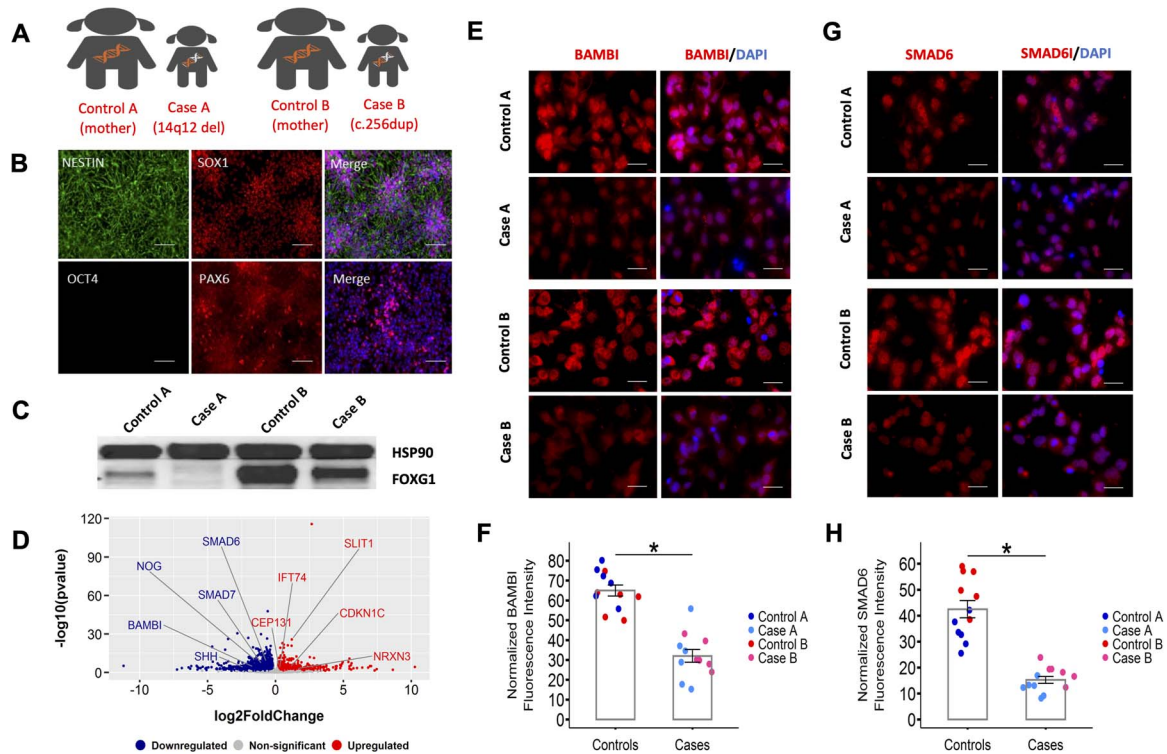 A
Control A
(mother)
Case A
(14q12 del)
Control B
(mother)
Case B
(c.256dup)
B
NESTIN
SOX1
Merge
OCT4
PAX6
Merge
C
Control A
Case A
Control B
Case B
HSP90
FOXG1
D
-log10(pvalue)
120
90
60
30
0
SMAD6
SLIT1
NOG
IFT74
SMAD7
CDKN1C
CEP131
BAMBI
SHH
NRXN3
-10
-5
0
5
10
log2FoldChange
Downregulated
Non-significant
Upregulated
E
BAMBI
BAMBI/DAPI
Control A
Case A
Control B
Case B
F
Normalized BAMBI
Fluorescence Intensity
80
70
60
50
40
30
20
10
0
*
Control A
Case A
Control B
Case B
Controls
Cases
G
SMAD6
SMAD6I/DAPI
Control A
Case A
Control B
Case B
H
Normalized SMAD6
Fluorescence Intensity
60
50
40
30
20
10
0
*
Control A
Case A
Control B
Case B
Controls
Cases